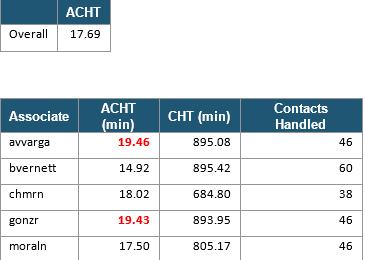 ACHT
Overall 17.69
Associate ACHT (min) CHT (min) Contacts Handled
avvarga 19.46 895.08 46
bvernett 14.92 895.42 60
chmrn 18.02 684.80 38
gonzr 19.43 893.95 46
moraln 17.50 805.17 46